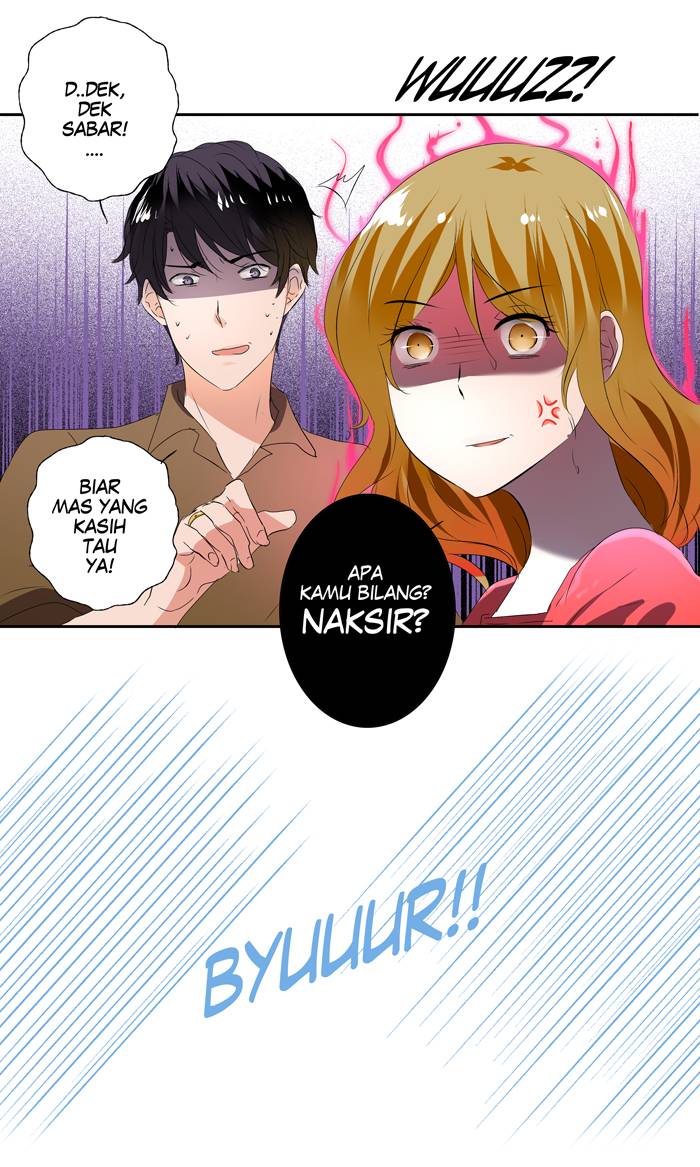 D..DEK,
DEK
SABAR!
....
WUUUZZ!
BIAR
MAS YANG
KASIH
TAU
YA!
APA
KAMU BILANG?
NAKSIR?
BYUUUR!!